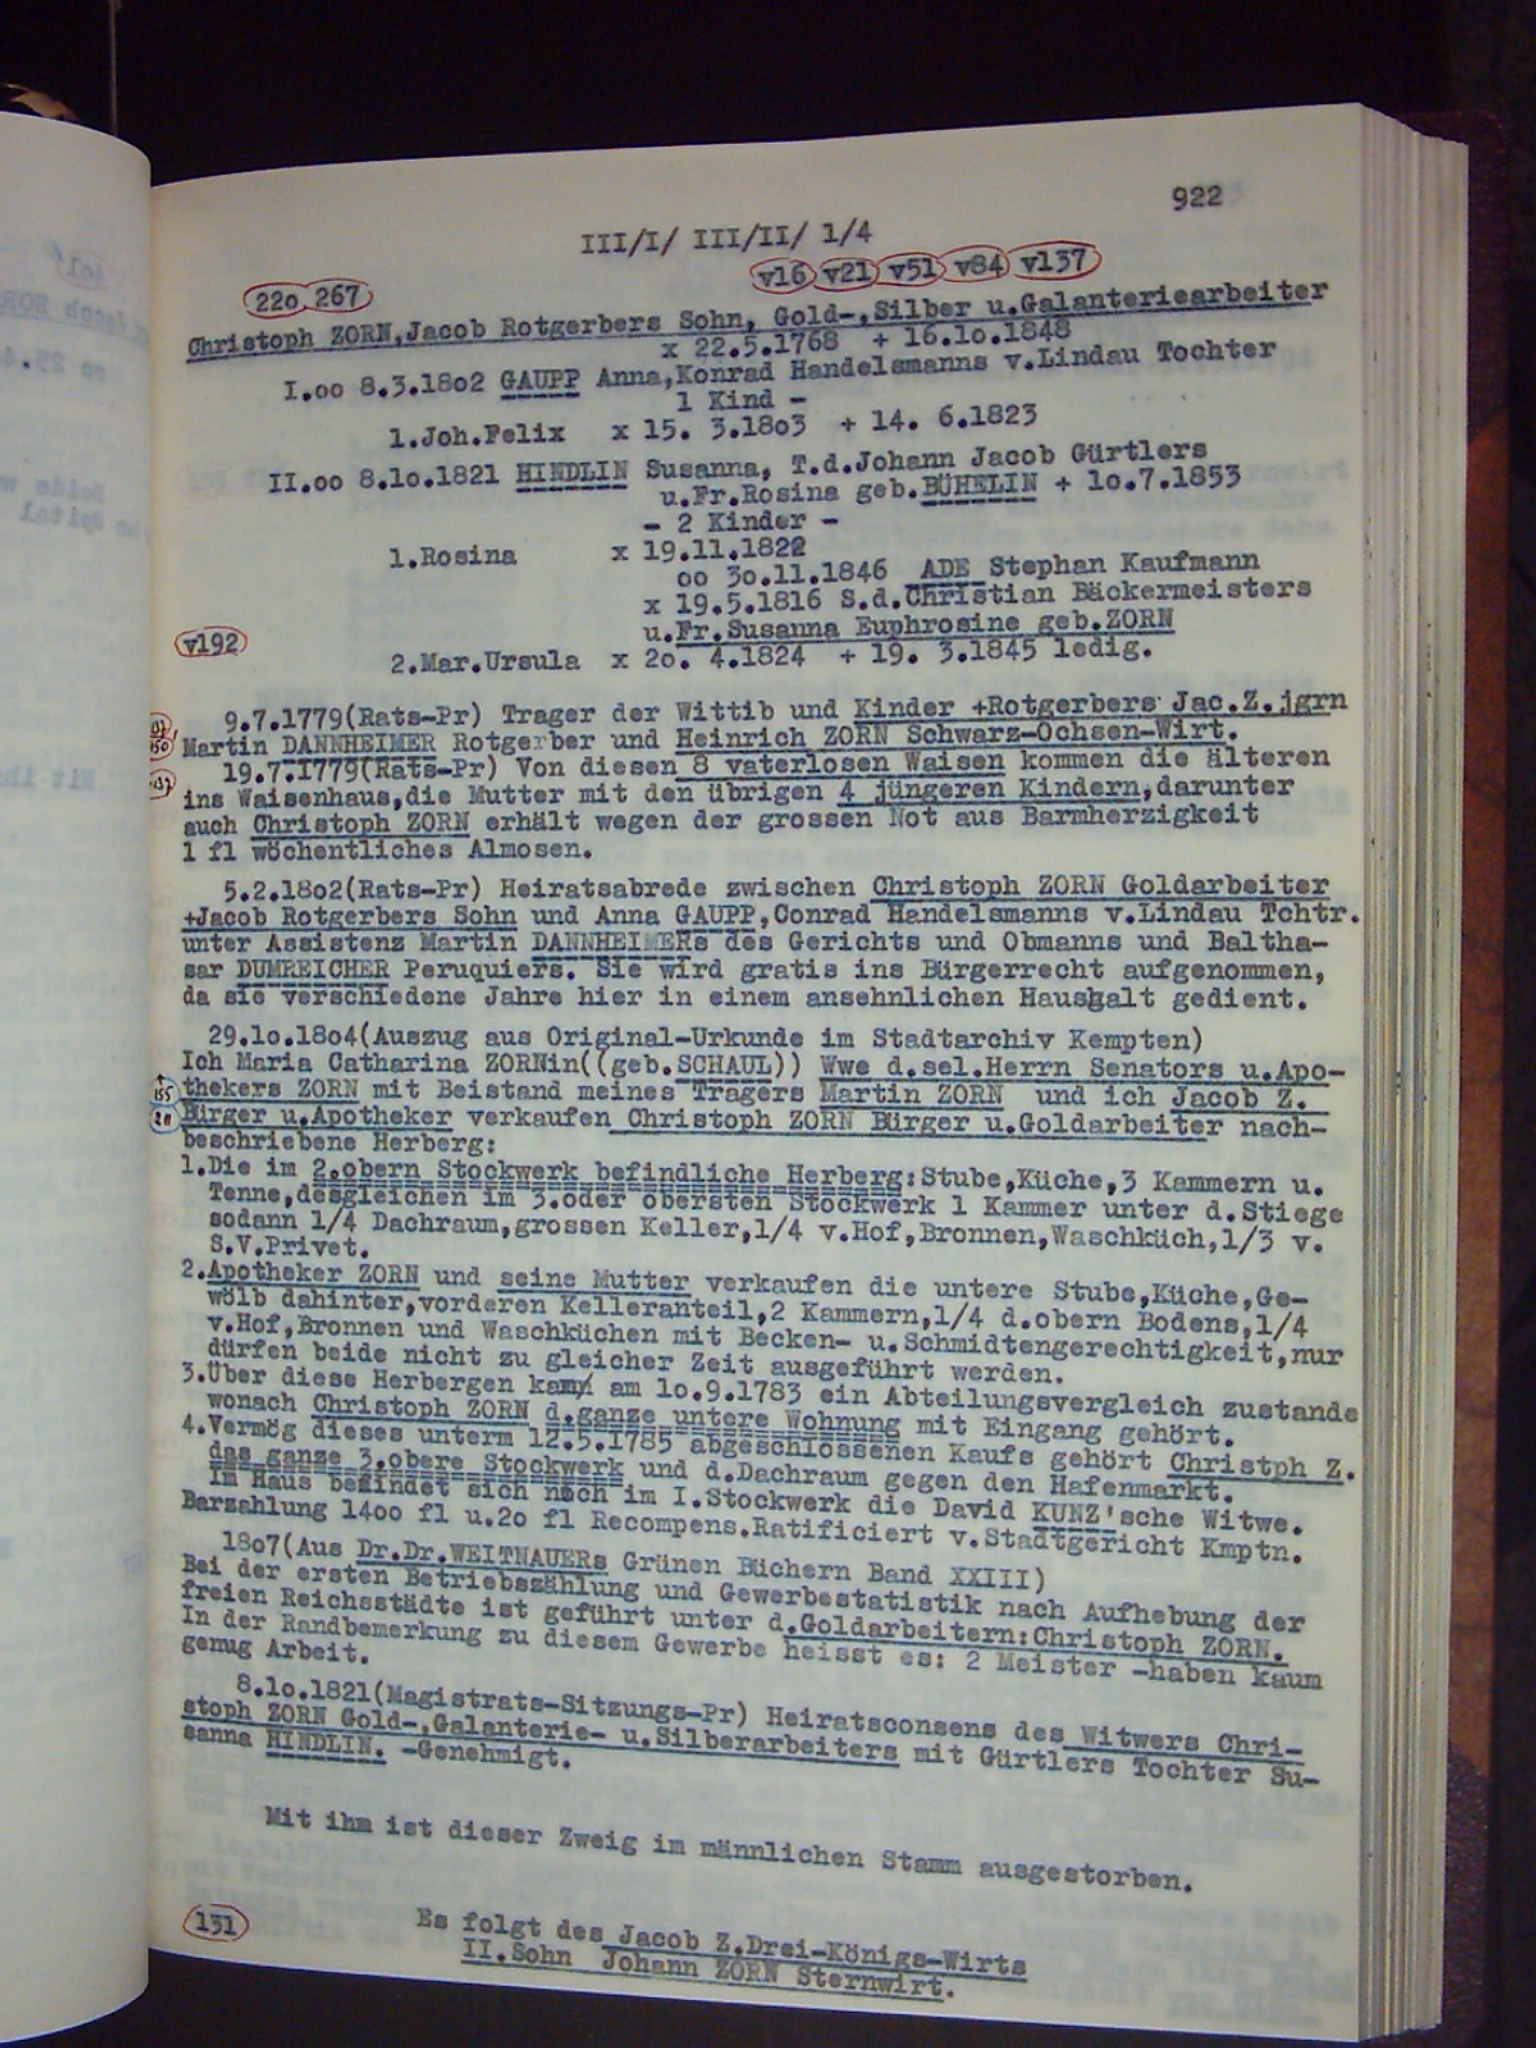 922
III/I/ III/II/ 1/4
v16 v21 v51 v84 v137
22o 267
Christoph ZORN,Jacob Rotgerbers Sohn, Gold-,Silber u.Galanteriearbeiter
x 22.5.1768 + 16.1o.1848
I.oo 8.3.18o2 GAUPP Anna,Konrad Handelsmanns v.Lindau Tochter
1 Kind -
1.Joh.Felix x 15. 3.18o3 + 14. 6.1823
II.oo 8.1o.1821 HINDLIN Susanna, T.d.Johann Jacob Gürtlers
u.Fr.Rosina geb.BÜHELIN + 1o.7.1853
- 2 Kinder -
1.Rosina x 19.11.1822
oo 3o.11.1846 ADE Stephan Kaufmann
x 19.5.1816 S.d.Christian Bäckermeisters
u.Fr.Susanna Euphrosine geb.ZORN
v192
2.Mar.Ursula x 2o. 4.1824 + 19. 3.1845 ledig.
9.7.1779(Rats-Pr) Trager der Wittib und Kinder +Rotgerbers Jac.Z.jgrn
Martin DANNHEIMER Rotgerber und Heinrich ZORN Schwarz-Ochsen-Wirt.
19.7.1779(Rats-Pr) Von diesen 8 vaterlosen Waisen kommen die älteren
ins Waisenhaus,die Mutter mit den übrigen 4 jüngeren Kindern,darunter
auch Christoph ZORN erhält wegen der grossen Not aus Barmherzigkeit
1 fl wöchentliches Almosen.
5.2.18o2(Rats-Pr) Heiratsabrede zwischen Christoph ZORN Goldarbeiter
+Jacob Rotgerbers Sohn und Anna GAUPP,Conrad Handelsmanns v.Lindau Tchtr.
unter Assistenz Martin DANNHEIMERs des Gerichts und Obmanns und Baltha-
sar DUMREICHER Peruquiers. Sie wird gratis ins Bürgerrecht aufgenommen,
da sie verschiedene Jahre hier in einem ansehnlichen Haushalt gedient.
29.1o.18o4(Auszug aus Original-Urkunde im Stadtarchiv Kempten)
Ich Maria Catharina ZORNin((geb.SCHAUL)) Wwe d.sel.Herrn Senators u.Apo-
155 thekers ZORN mit Beistand meines Tragers Martin ZORN und ich Jacob Z.
Bürger u.Apotheker verkaufen Christoph ZORN Bürger u.Goldarbeiter nach-
beschriebene Herberg:
1.Die im 2.obern Stockwerk befindliche Herberg:Stube,Küche,3 Kammern u.
Tenne,desgleichen im 3.oder obersten Stockwerk 1 Kammer unter d.Stiege
sodann 1/4 Dachraum,grossen Keller,1/4 v.Hof,Bronnen,Waschküch,1/3 v.
S.V.Privet.
2.Apotheker ZORN und seine Mutter verkaufen die untere Stube,Küche,Ge-
wölb dahinter,vorderen Kelleranteil,2 Kammern,1/4 d.obern Bodens,1/4
v.Hof,Bronnen und Waschküchen mit Becken- u.Schmidtengerechtigkeit,nur
dürfen beide nicht zu gleicher Zeit ausgeführt werden.
3.Über diese Herbergen kam am 1o.9.1783 ein Abteilungsvergleich zustande
wonach Christoph ZORN d.ganze untere Wohnung mit Eingang gehört.
4.Vermög dieses unterm 12.5.1785 abgeschlossenen Kaufs gehört Christph Z.
das ganze 3.obere Stockwerk und d.Dachraum gegen den Hafenmarkt.
Im Haus befindet sich noch im I.Stockwerk die David KUNZ'sche Witwe.
Barzahlung 14oo fl u.2o fl Recompens.Ratificiert v.Stadtgericht Kmptn.
18o7(Aus Dr.Dr.WEITNAUERs Grünen Büchern Band XXIII)
Bei der ersten Betriebszählung und Gewerbestatistik nach Aufhebung der
freien Reichsstädte ist geführt unter d.Goldarbeitern:Christoph ZORN.
In der Randbemerkung zu diesem Gewerbe heisst es: 2 Meister -haben kaum
genug Arbeit.
8.1o.1821(Magistrats-Sitzungs-Pr) Heiratsconsens des Witwers Chri-
stoph ZORN Gold-,Galanterie- u.Silberarbeiters mit Gürtlers Tochter Su-
sanna HINDLIN. -Genehmigt.
Mit ihm ist dieser Zweig im männlichen Stamm ausgestorben.
131
Es folgt des Jacob Z.Drei-Königs-Wirts
II.Sohn Johann ZORN Sternwirt.